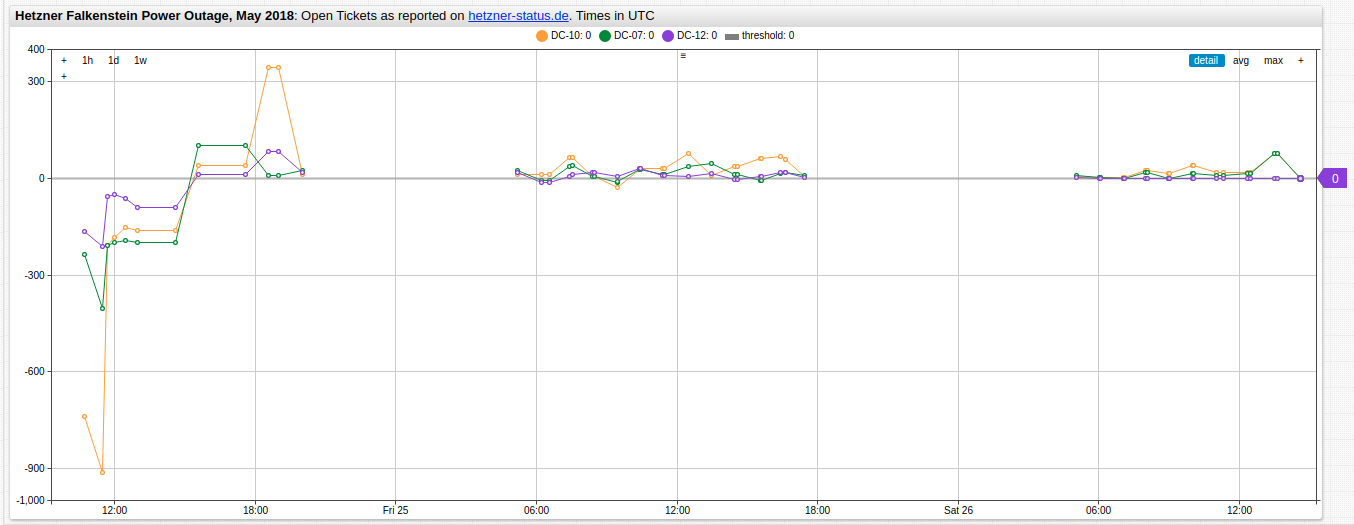 Hetzner Falkenstein Power Outage, May 2018: Open Tickets as reported on hetzner-status.de. Times in UTC
DC-10: 0 DC-07: 0 DC-12: 0 threshold: 0
400
+ 1h 1d 1w
=
detail avg max +
+
300
0
0
-300
-600
-900
-1,000
12:00 18:00 Fri 25 06:00 12:00 18:00 Sat 26 06:00 12:00